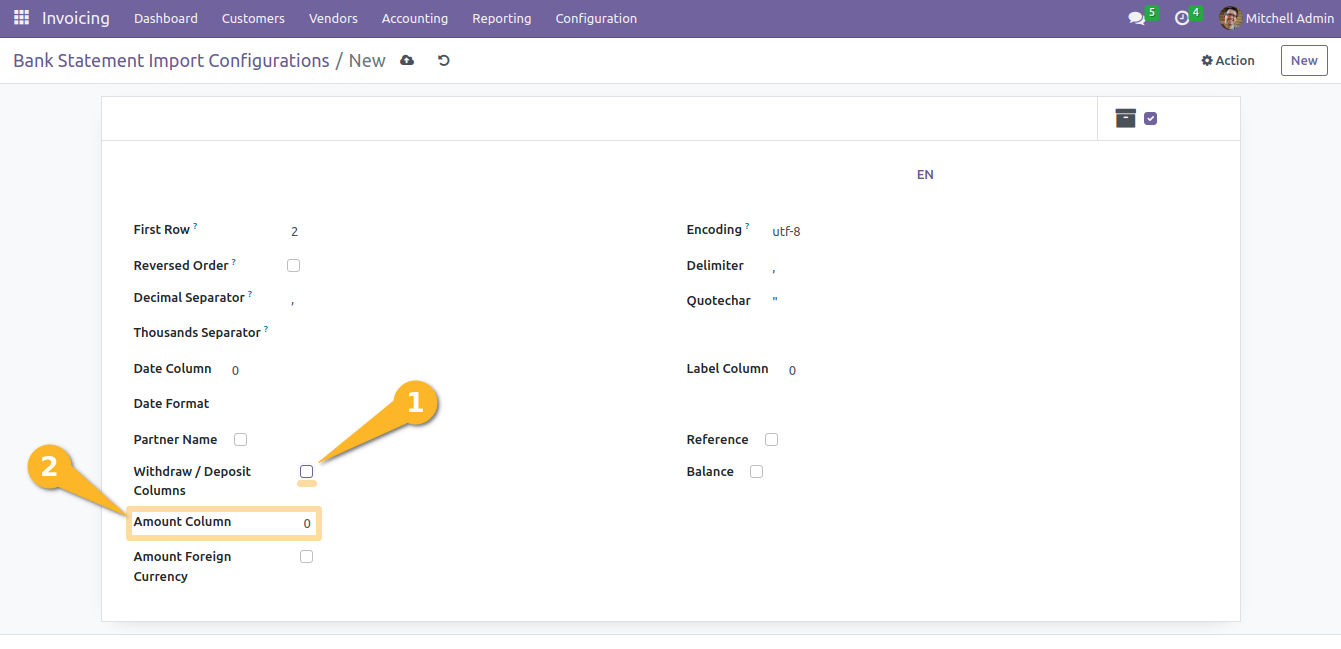 Invoicing Dashboard Customers Vendors Accounting Reporting Configuration 5 4 Mitchell Admin
Bank Statement Import Configurations / New Action New
EN
First Row ? 2 Encoding ? utf-8
Reversed Order ? Delimiter ,
Decimal Separator ? , Quotechar "
Thousands Separator ?
Date Column 0 Label Column 0
Date Format
1
Partner Name Reference
Withdraw / Deposit Balance
Columns
2
Amount Column 0
Amount Foreign
Currency